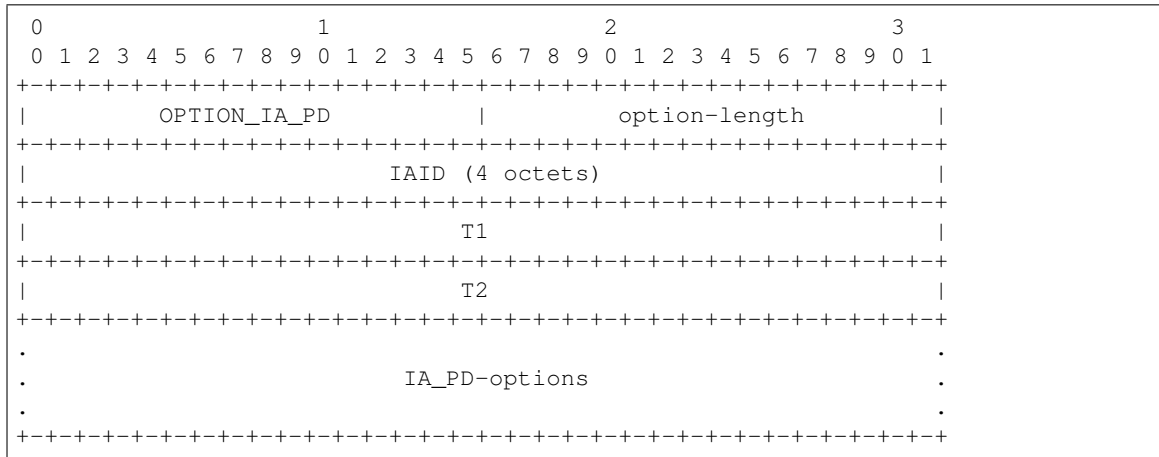 0                   1                   2                   3
 0 1 2 3 4 5 6 7 8 9 0 1 2 3 4 5 6 7 8 9 0 1 2 3 4 5 6 7 8 9 0 1
+-+-+-+-+-+-+-+-+-+-+-+-+-+-+-+-+-+-+-+-+-+-+-+-+-+-+-+-+-+-+-+-+
|         OPTION_IA_PD          |         option-length         |
+-+-+-+-+-+-+-+-+-+-+-+-+-+-+-+-+-+-+-+-+-+-+-+-+-+-+-+-+-+-+-+-+
|                         IAID (4 octets)                       |
+-+-+-+-+-+-+-+-+-+-+-+-+-+-+-+-+-+-+-+-+-+-+-+-+-+-+-+-+-+-+-+-+
|                              T1                               |
+-+-+-+-+-+-+-+-+-+-+-+-+-+-+-+-+-+-+-+-+-+-+-+-+-+-+-+-+-+-+-+-+
|                              T2                               |
+-+-+-+-+-+-+-+-+-+-+-+-+-+-+-+-+-+-+-+-+-+-+-+-+-+-+-+-+-+-+-+-+
.                                                               .
.                          IA_PD-options                        .
.                                                               .
+-+-+-+-+-+-+-+-+-+-+-+-+-+-+-+-+-+-+-+-+-+-+-+-+-+-+-+-+-+-+-+-+